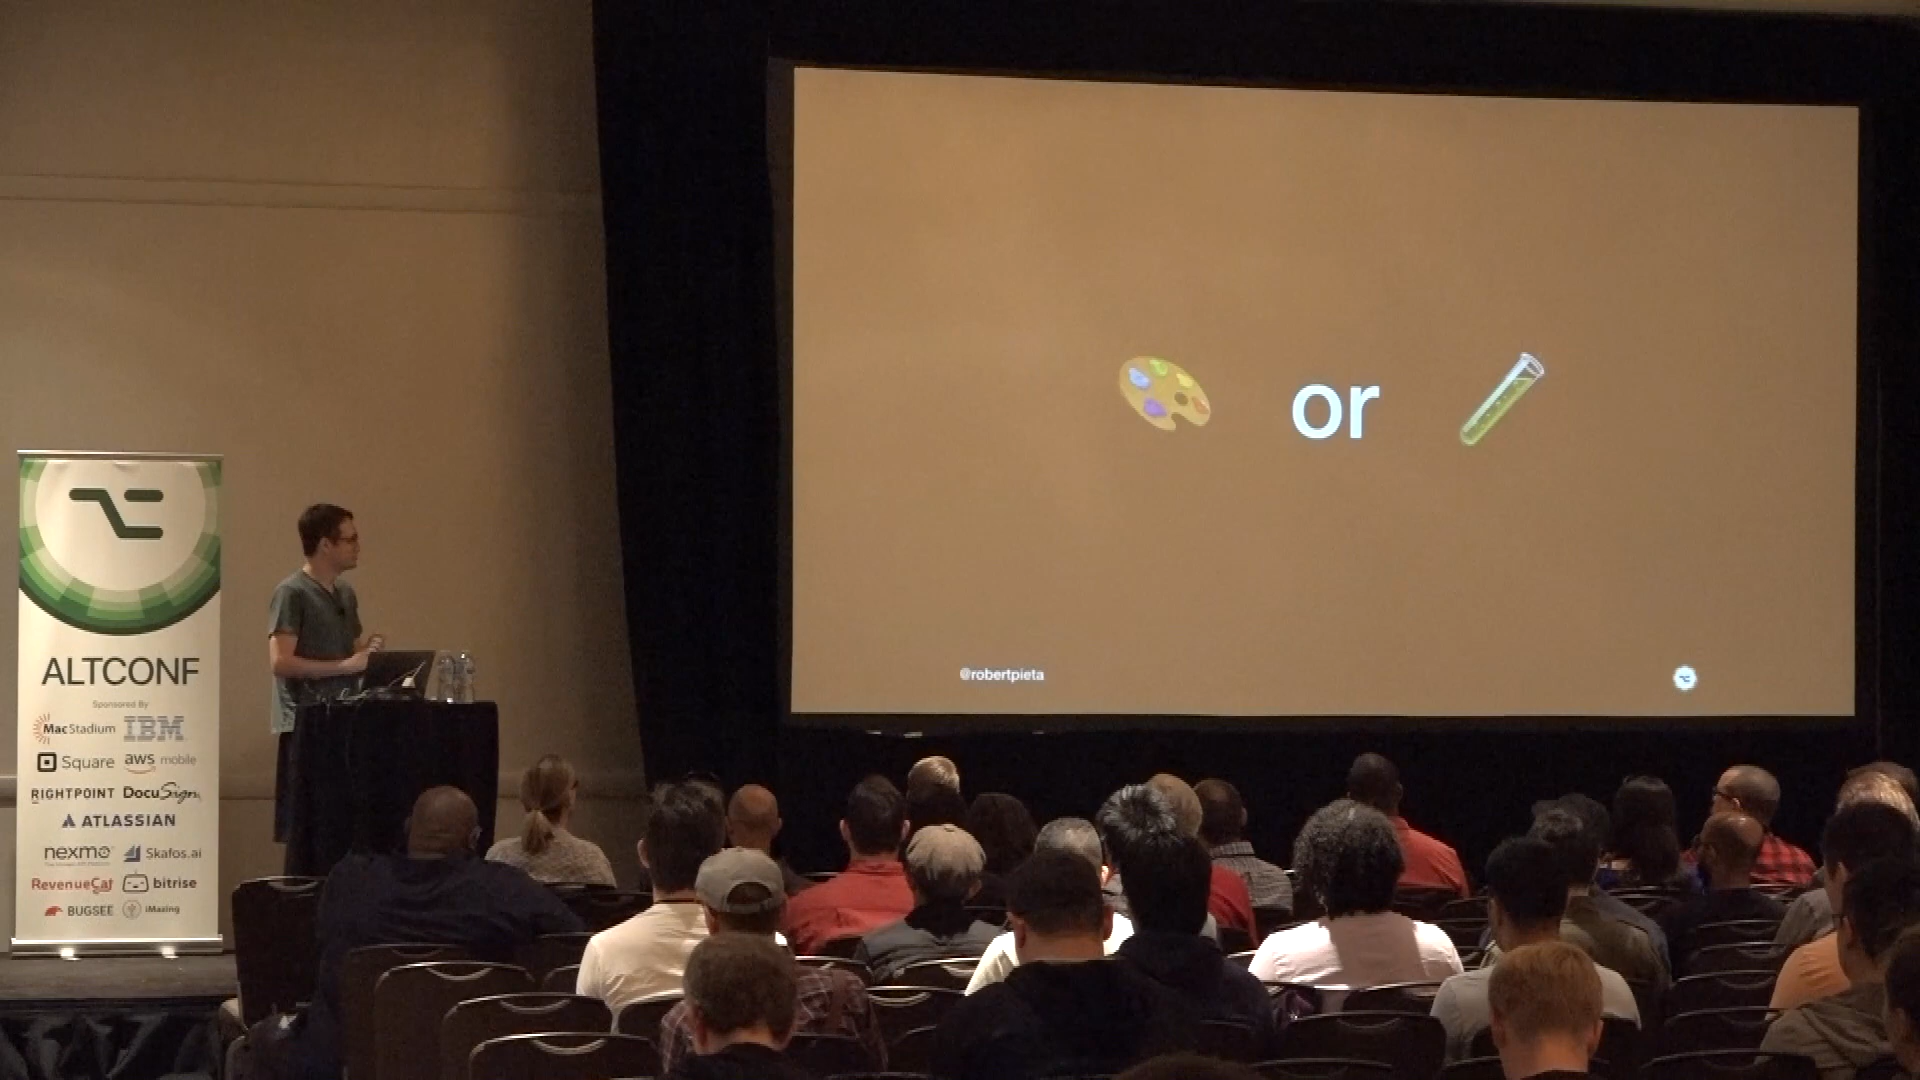 or
@robertpieta
ALTCONF
Sponsored By
MacStadium IBM
Square aws mobile
RIGHTPOINT DocuSign
ATLASSIAN
nexmo Skafos.ai
RevenueCat bitrise
BUGSEE iMazing